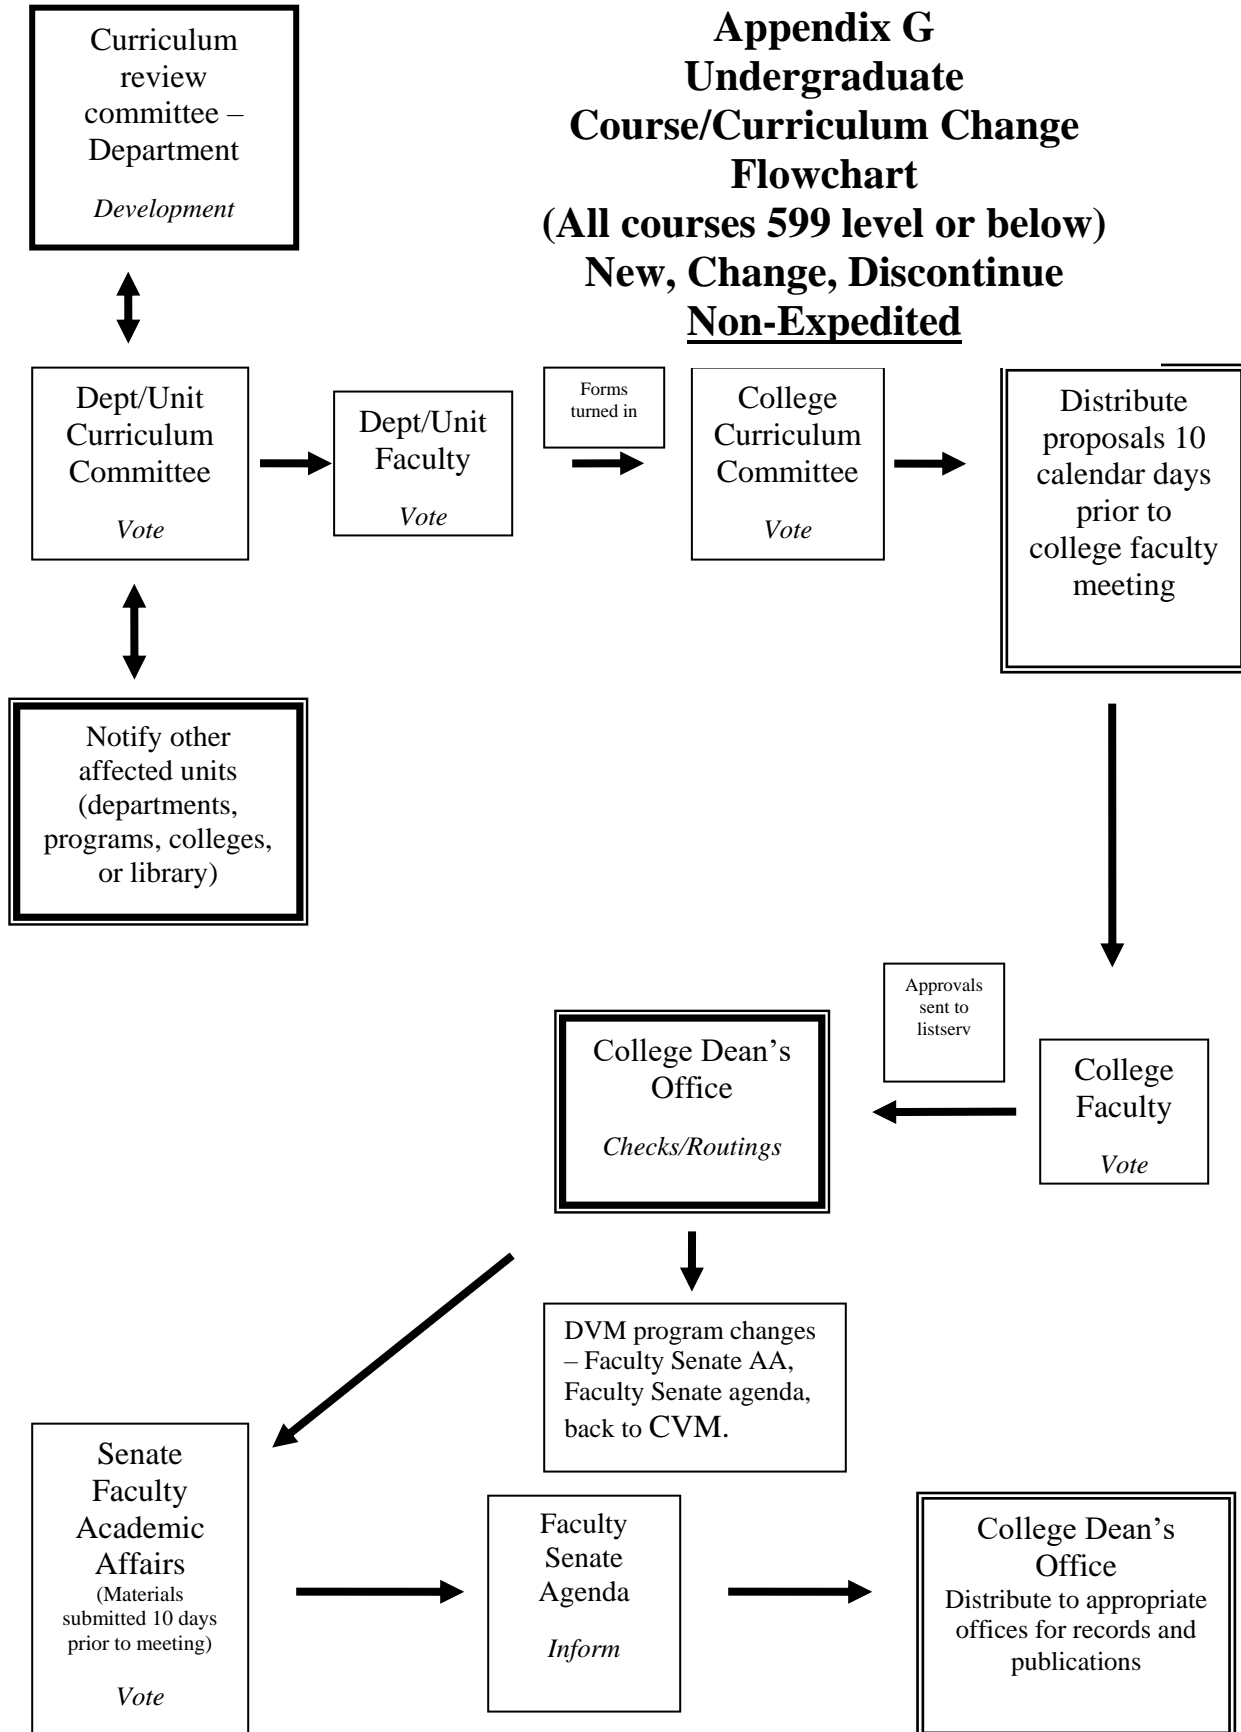 Curriculum
review
committee –
Department
Development
Appendix G
Undergraduate
Course/Curriculum Change
Flowchart
(All courses 599 level or below)
New, Change, Discontinue
Non-Expedited
Dept/Unit
Curriculum
Committee
Vote
Dept/Unit
Faculty
Vote
Forms
turned in
College
Curriculum
Committee
Vote
Distribute
proposals 10
calendar days
prior to
college faculty
meeting
Notify other
affected units
(departments,
programs, colleges,
or library)
Approvals
sent to
listserv
College
Faculty
Vote
College Dean’s
Office
Checks/Routings
DVM program changes
– Faculty Senate AA,
Faculty Senate agenda,
back to CVM.
Senate
Faculty
Academic
Affairs
(Materials
submitted 10 days
prior to meeting)
Vote
Faculty
Senate
Agenda
Inform
College Dean’s
Office
Distribute to appropriate
offices for records and
publications